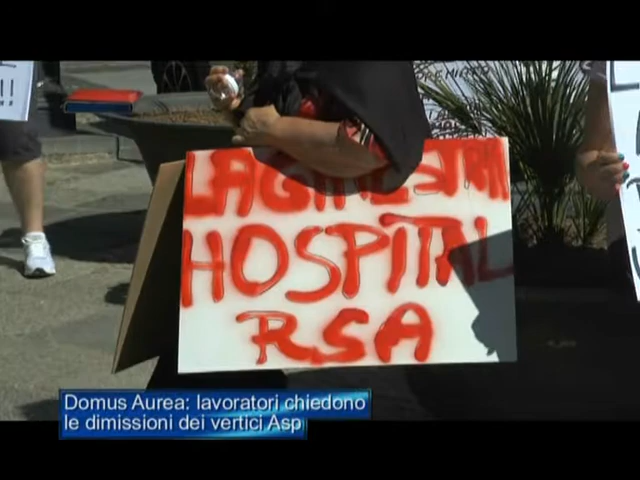 !!
HOSPITAL
RSA
Domus Aurea: lavoratori chiedono
le dimissioni dei vertici Asp